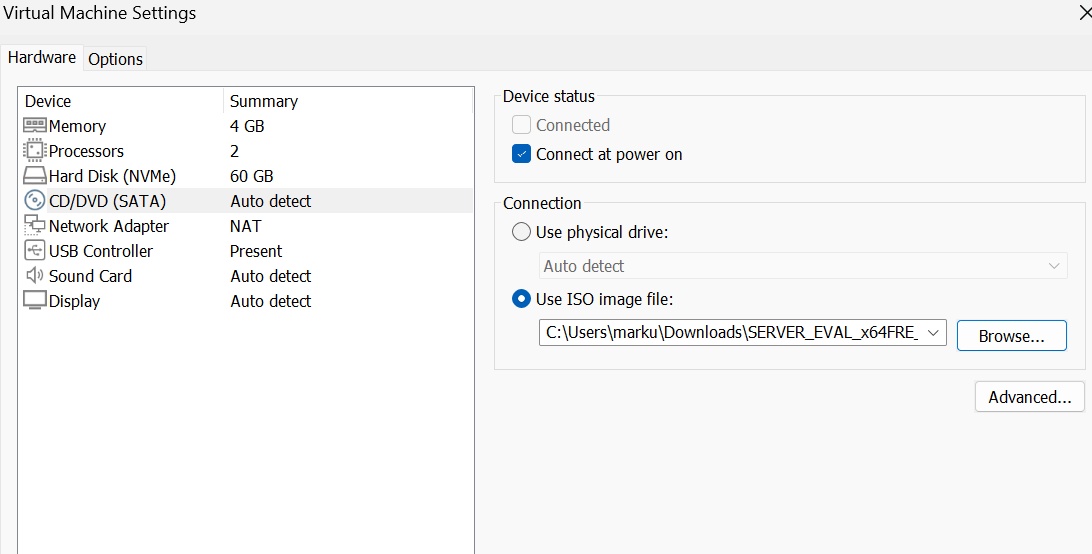 Virtual Machine Settings
Hardware Options
Device Summary
Memory 4 GB
Processors 2
Hard Disk (NVMe) 60 GB
CD/DVD (SATA) Auto detect
Network Adapter NAT
USB Controller Present
Sound Card Auto detect
Display Auto detect
Device status
Connected
Connect at power on
Connection
Use physical drive:
Auto detect
Use ISO image file:
C:\Users\marku\Downloads\SERVER_EVAL_x64FRE_
Browse...
Advanced...